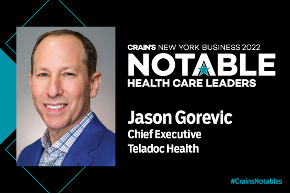 CRAIN'S NEW YORK BUSINESS 2022
NOTABLE
HEALTH CARE LEADERS
Jason Gorevic
Chief Executive
Teladoc Health
#CrainsNotables